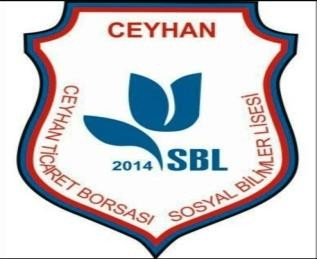 CEYHAN
2014 SBL
CEYHAN TİCARET BORSASI SOSYAL BİLİMLER LİSESİ